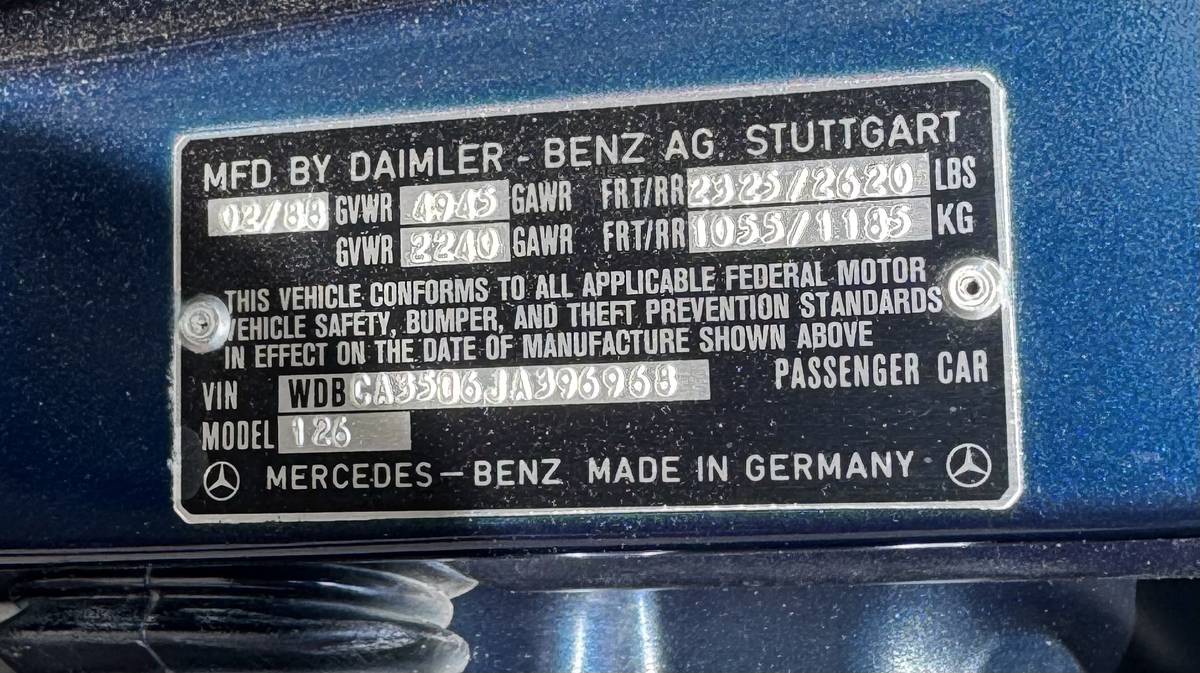 MFD BY DAIMLER - BENZ AG. STUTTGART
02/88 GVWR 4945 GAWR FRT/RR 2325/2620 LBS
GVWR 2240 GAWR FRT/RR 1055/1185 KG
THIS VEHICLE CONFORMS TO ALL APPLICABLE FEDERAL MOTOR
VEHICLE SAFETY, BUMPER, AND THEFT PREVENTION STANDARDS
IN EFFECT ON THE DATE OF MANUFACTURE SHOWN ABOVE
VIN WDBCA3506JA396968 PASSENGER CAR
MODEL 126
MERCEDES - BENZ MADE IN GERMANY